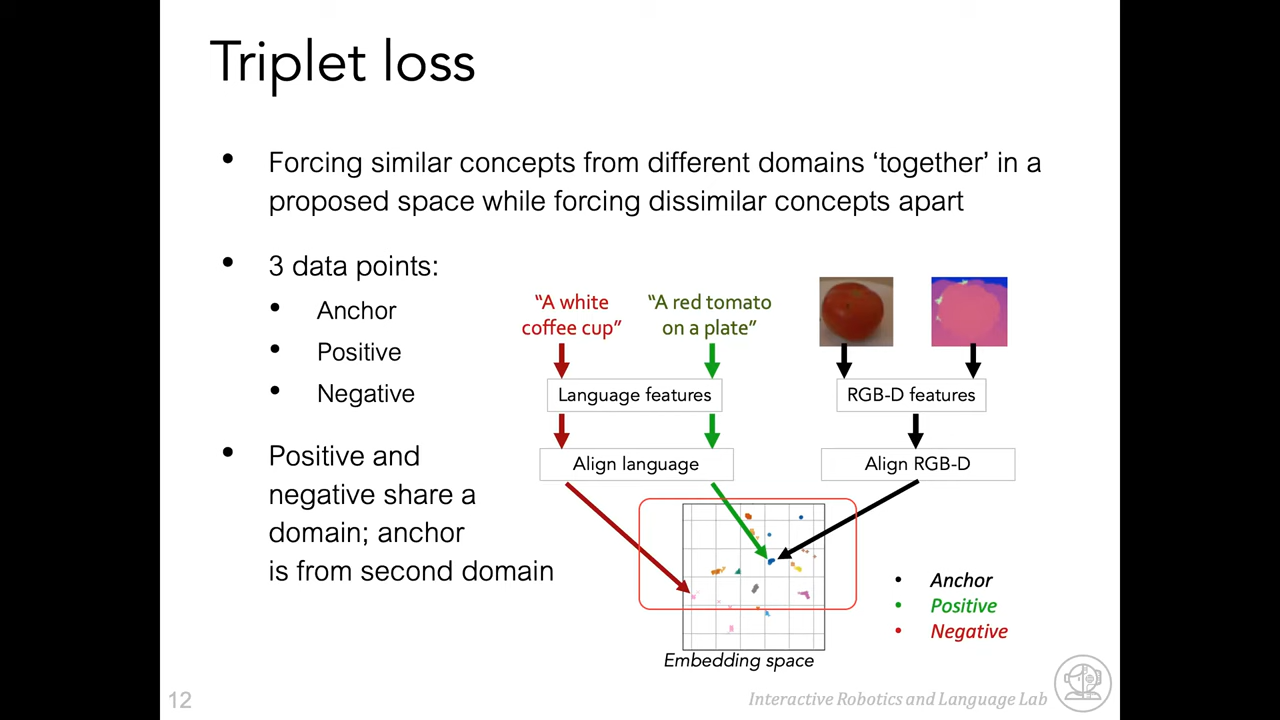 Triplet loss
• Forcing similar concepts from different domains ‘together’ in a
proposed space while forcing dissimilar concepts apart
• 3 data points:
• Anchor
• Positive
• Negative
• Positive and
negative share a
domain; anchor
is from second domain
“A white
coffee cup”
“A red tomato
on a plate”
Language features
RGB-D features
Align language
Align RGB-D
Embedding space
• Anchor
• Positive
• Negative
12
Interactive Robotics and Language Lab